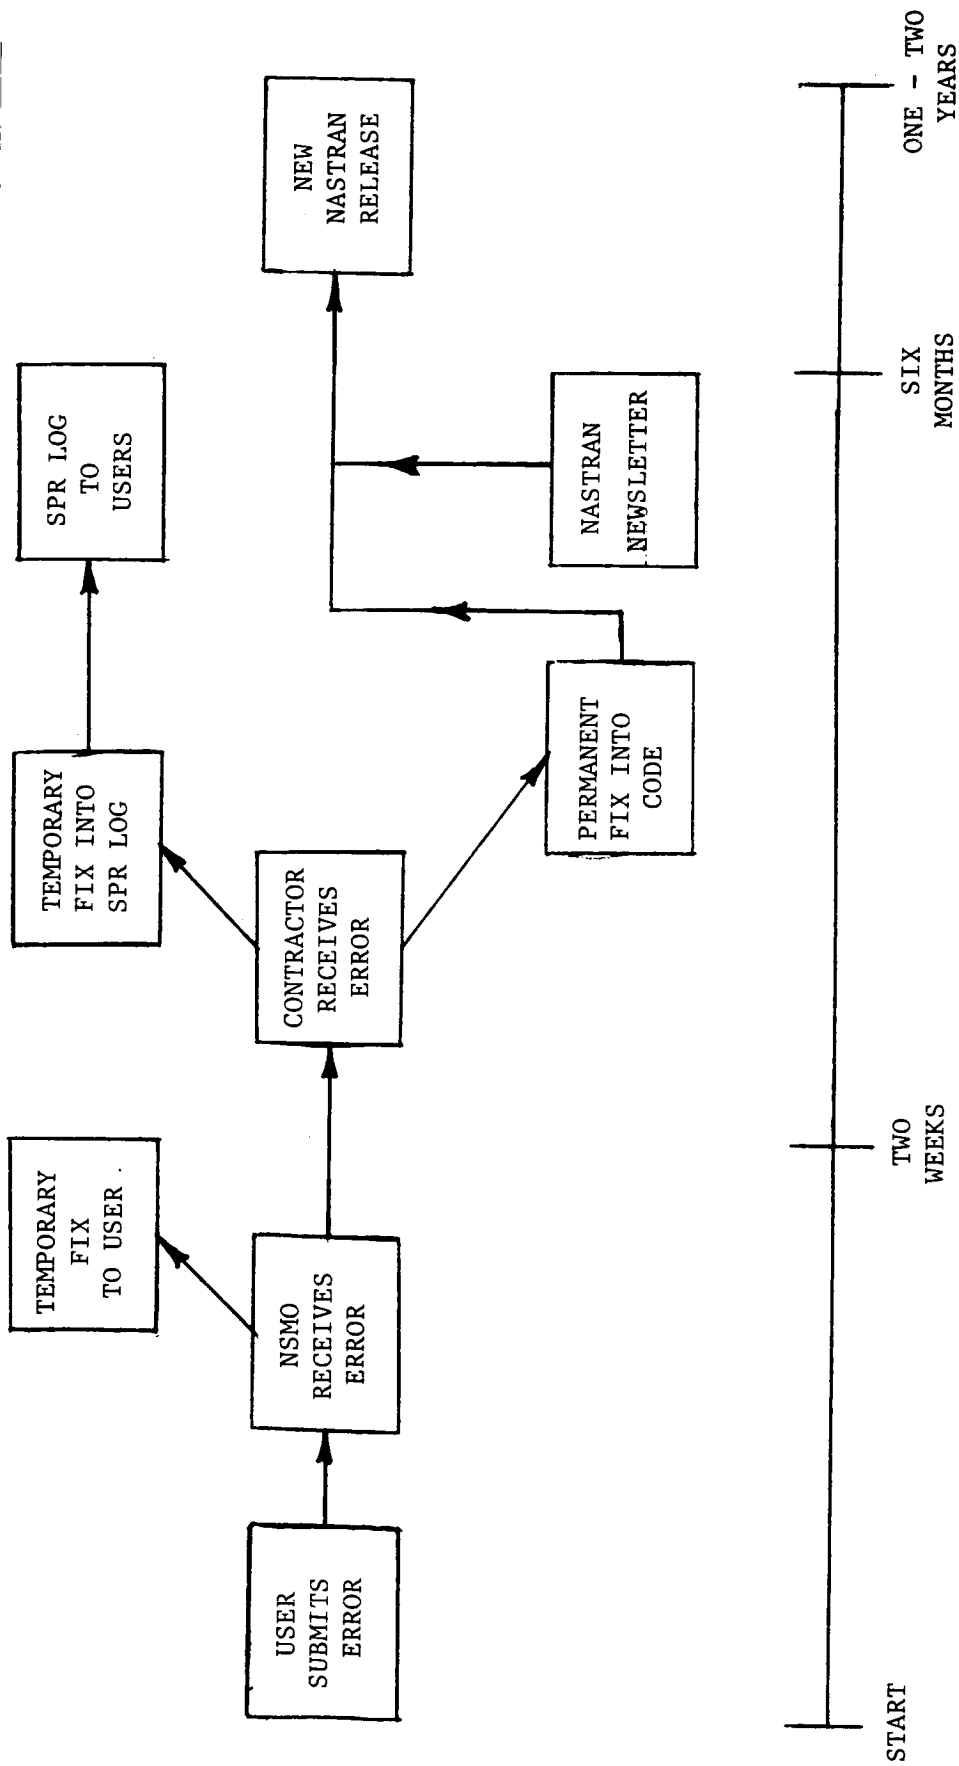 TEMPORARY
FIX
TO USER.
TEMPORARY
FIX INTO
SPR LOG
SPR LOG
TO
USERS
USER
SUBMITS
ERROR
NSMO
RECEIVES
ERROR
CONTRACTOR
RECEIVES
ERROR
NEW
NASTRAN
RELEASE
PERMANENT
FIX INTO
CODE
NASTRAN
NEWSLETTER
START
TWO
WEEKS
SIX
MONTHS
ONE - TWO
YEARS